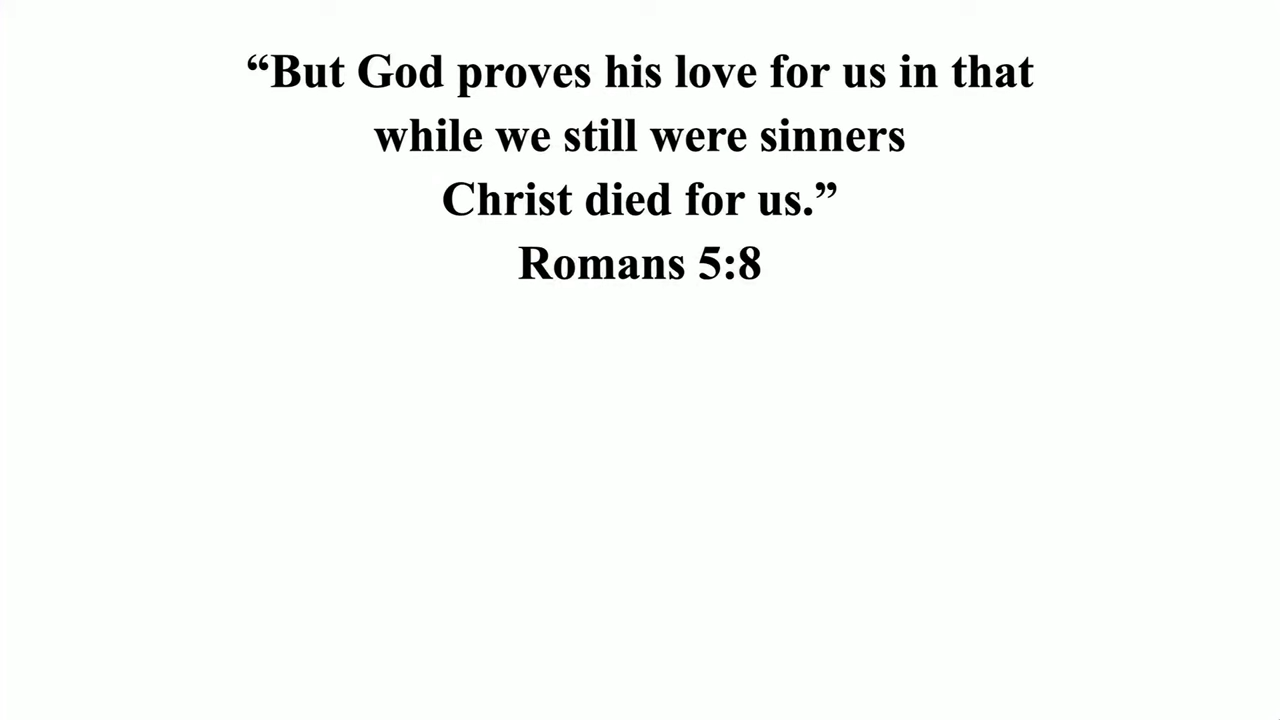 “But God proves his love for us in that
while we still were sinners
Christ died for us.”
Romans 5:8